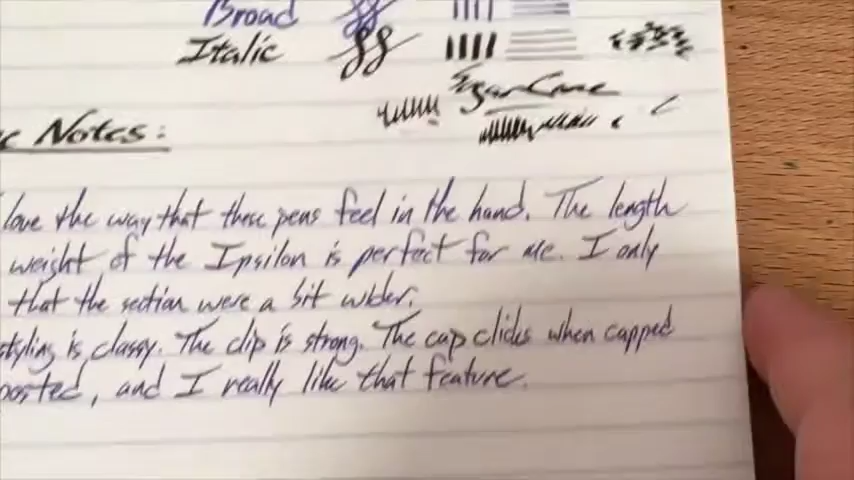 Broad
Italic
Sugar Cane
Notes:
love the way that these pens feel in the hand. The length
weight of the Ipsilon is perfect for me. I only
that the section were a bit wider.
styling is classy. The clip is strong. The cap clicks when capped
posted, and I really like that feature.